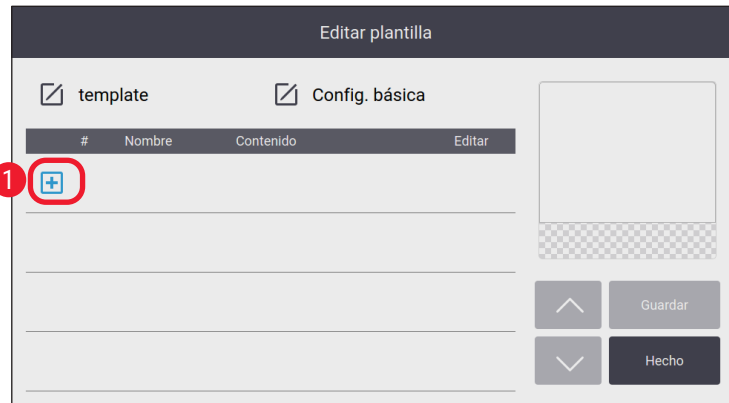 Editar plantilla
template Config. básica
# Nombre Contenido Editar
1
Guardar
Hecho